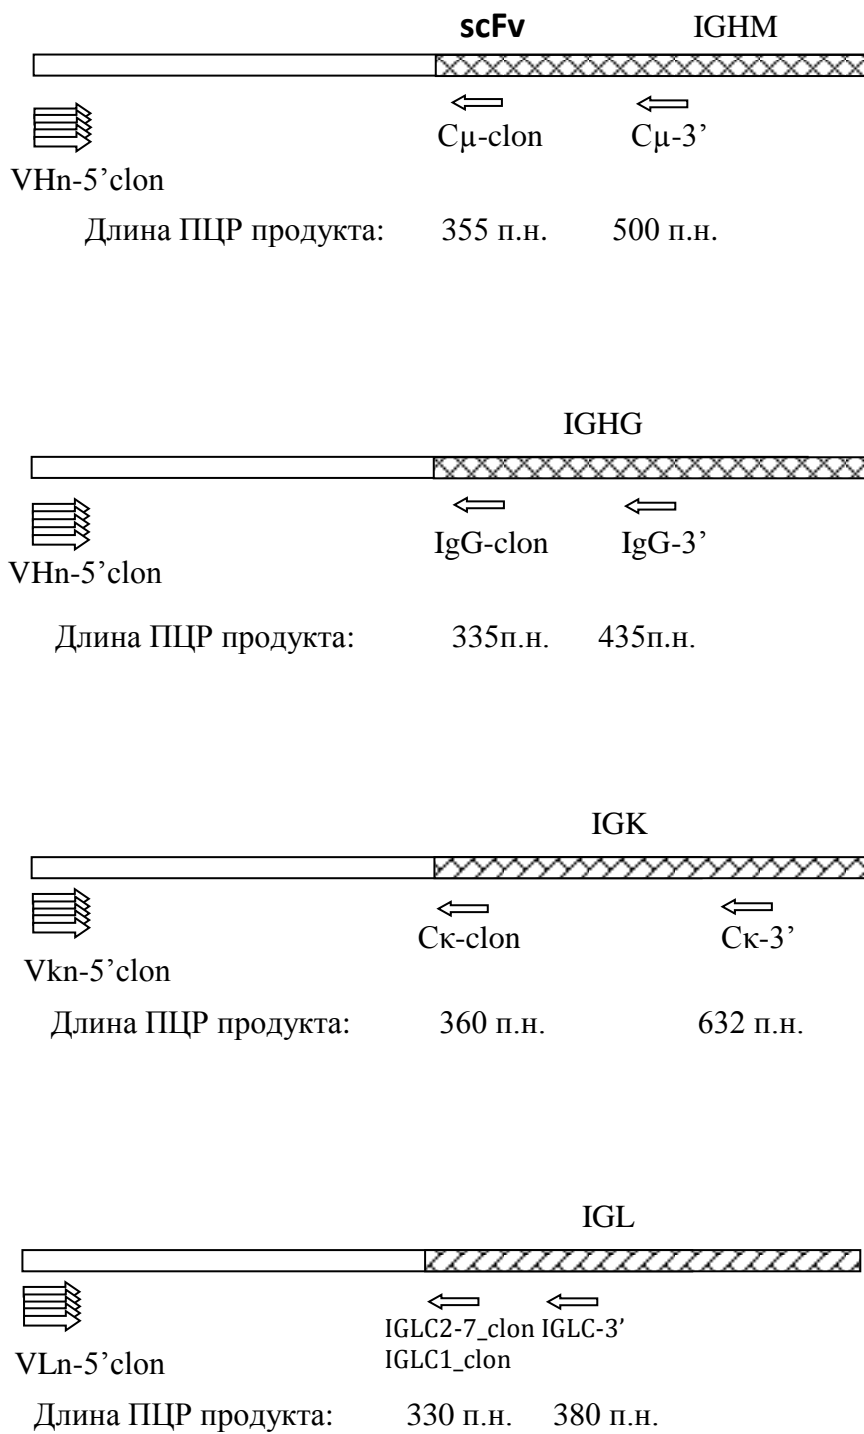 scFv IGHM
Cμ-clon Cμ-3’
VHn-5’clon
Длина ПЦР продукта: 355 п.н. 500 п.н.
IGHG
IgG-clon IgG-3’
VHn-5’clon
Длина ПЦР продукта: 335п.н. 435п.н.
IGK
Cκ-clon Cκ-3’
Vkn-5’clon
Длина ПЦР продукта: 360 п.н. 632 п.н.
IGL
IGLC2-7_clon IGLC-3’
IGLC1_clon
VLn-5’clon
Длина ПЦР продукта: 330 п.н. 380 п.н.